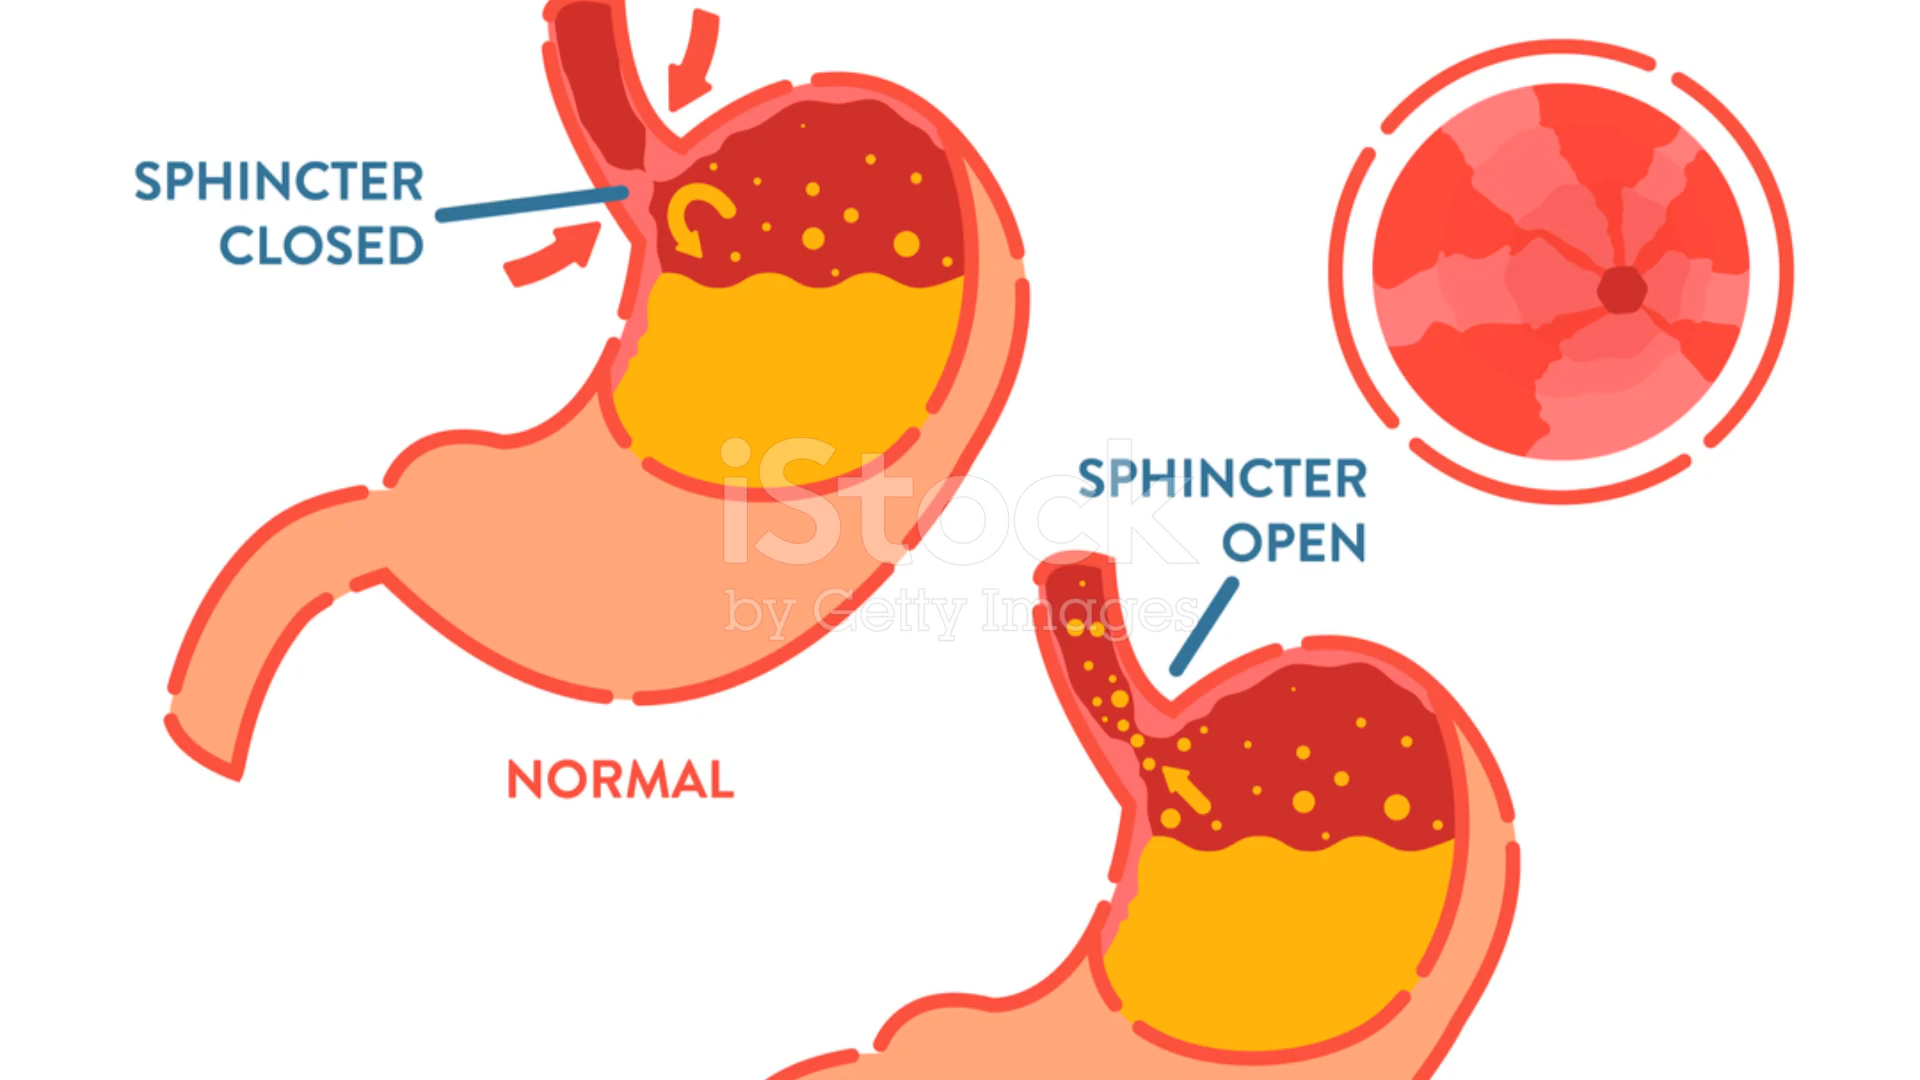 SPHINCTER
CLOSED
NORMAL
SPHINCTER
OPEN
iStock
by Getty Images